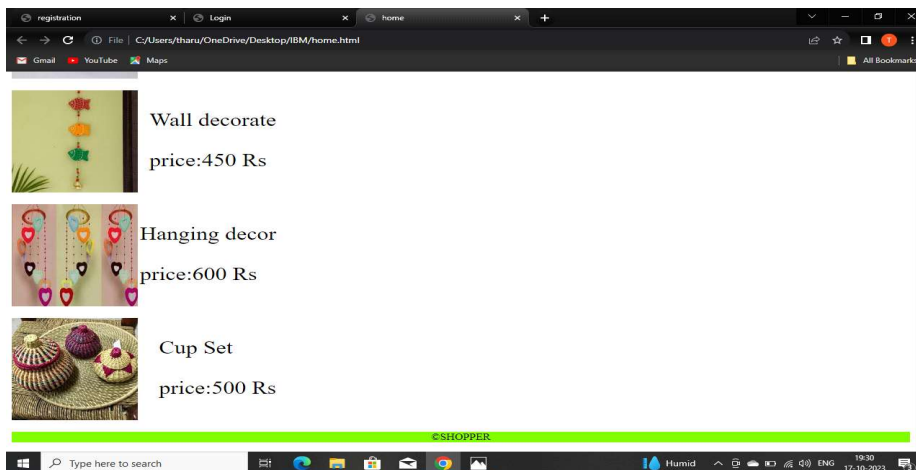 registration
Login
home
File C:/Users/tharu/OneDrive/Desktop/IBM/home.html
T
Gmail
YouTube
Maps
All Bookmarks
Wall decorate
price:450 Rs
Hanging decor
price:600 Rs
Cup Set
price:500 Rs
©SHOPPER
Type here to search
Humid
ENG
19:30
17-10-2023